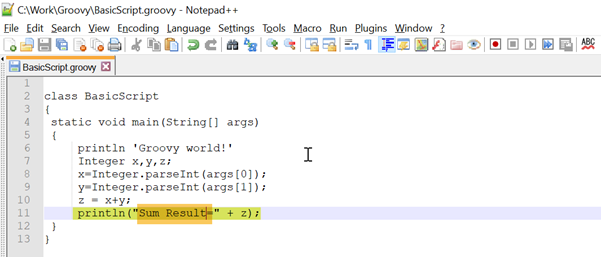 C:\Work\Groovy\BasicScript.groovy - Notepad++
File Edit Search View Encoding Language Settings Tools Macro Run Plugins Window ?
ABC
BasicScript.groovy
1
2 class BasicScript
3 {
4 static void main(String[] args)
5 {
6 println 'Groovy world!'
7 Integer x,y,z;
8 x=Integer.parseInt(args[0]);
9 y=Integer.parseInt(args[1]);
10 z = x+y;
11 println("Sum Result=" + z);
12 }
13 }